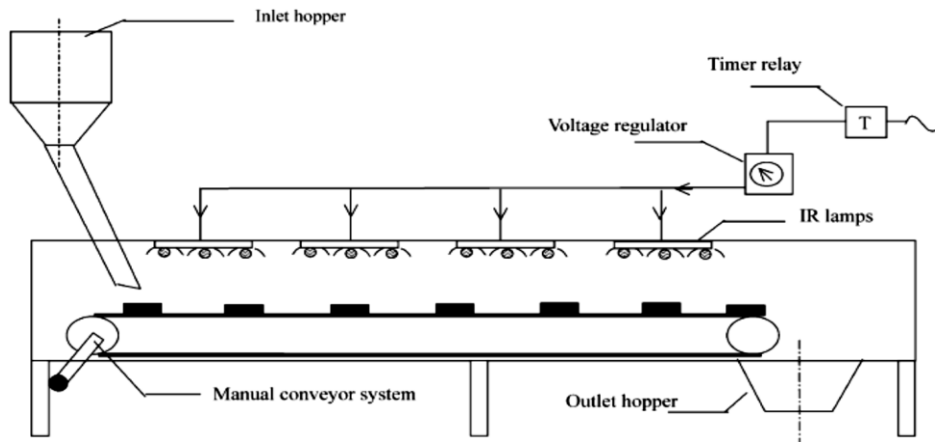 Inlet hopper
Timer relay
Voltage regulator
T
IR lamps
Manual conveyor system
Outlet hopper